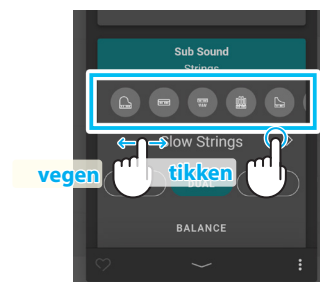 Sub Sound
Strings
Slow Strings
vegen
tikken
DUAL
BALANCE